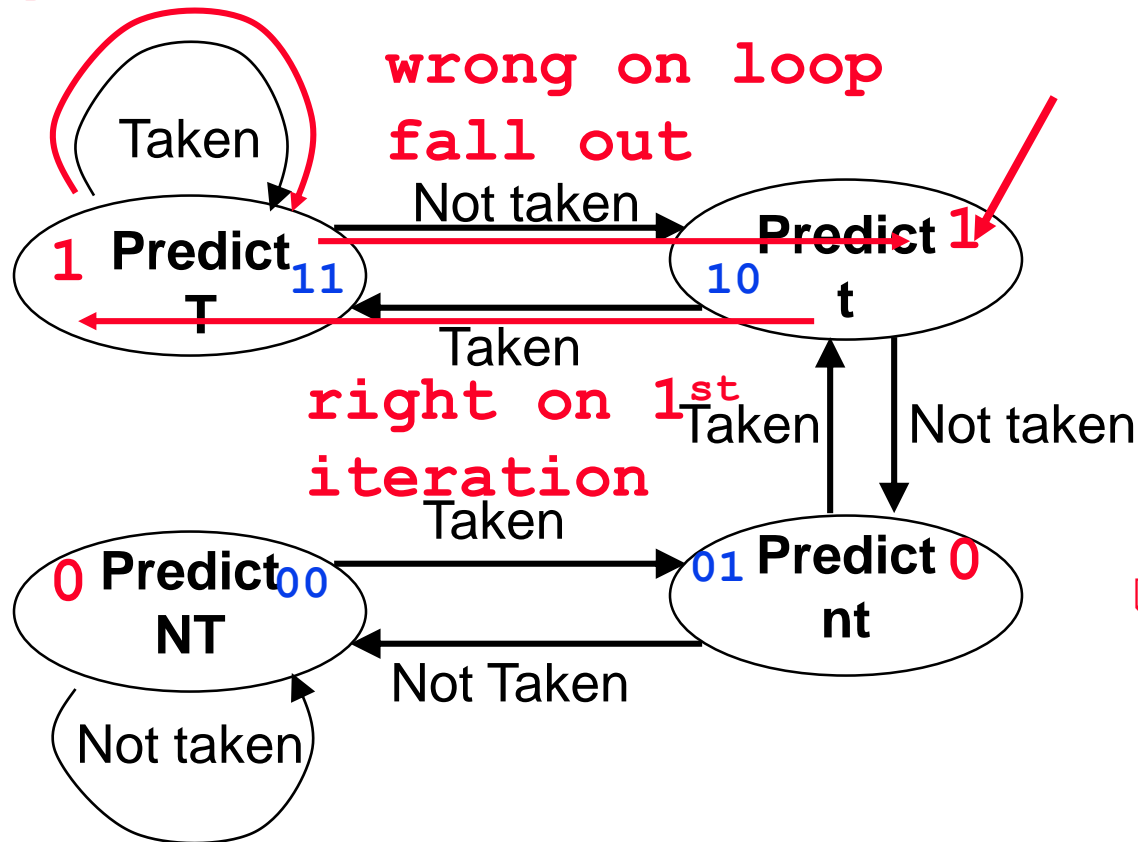 wrong on loop
fall out
Taken
Not taken
1 Predict 11
T
10 Predict 1
t
Taken
right on 1st
iteration
Taken
Not taken
Taken
0 Predict 00
NT
01 Predict 0
nt
Not Taken
Not taken